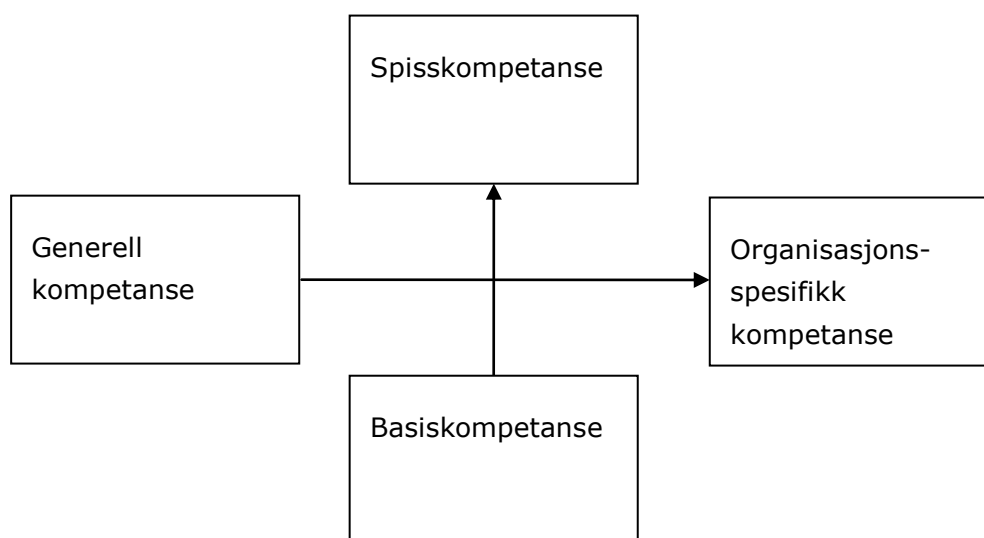 Spisskompetanse
Generell
kompetanse
Organisasjons-
spesifikk
kompetanse
Basiskompetanse